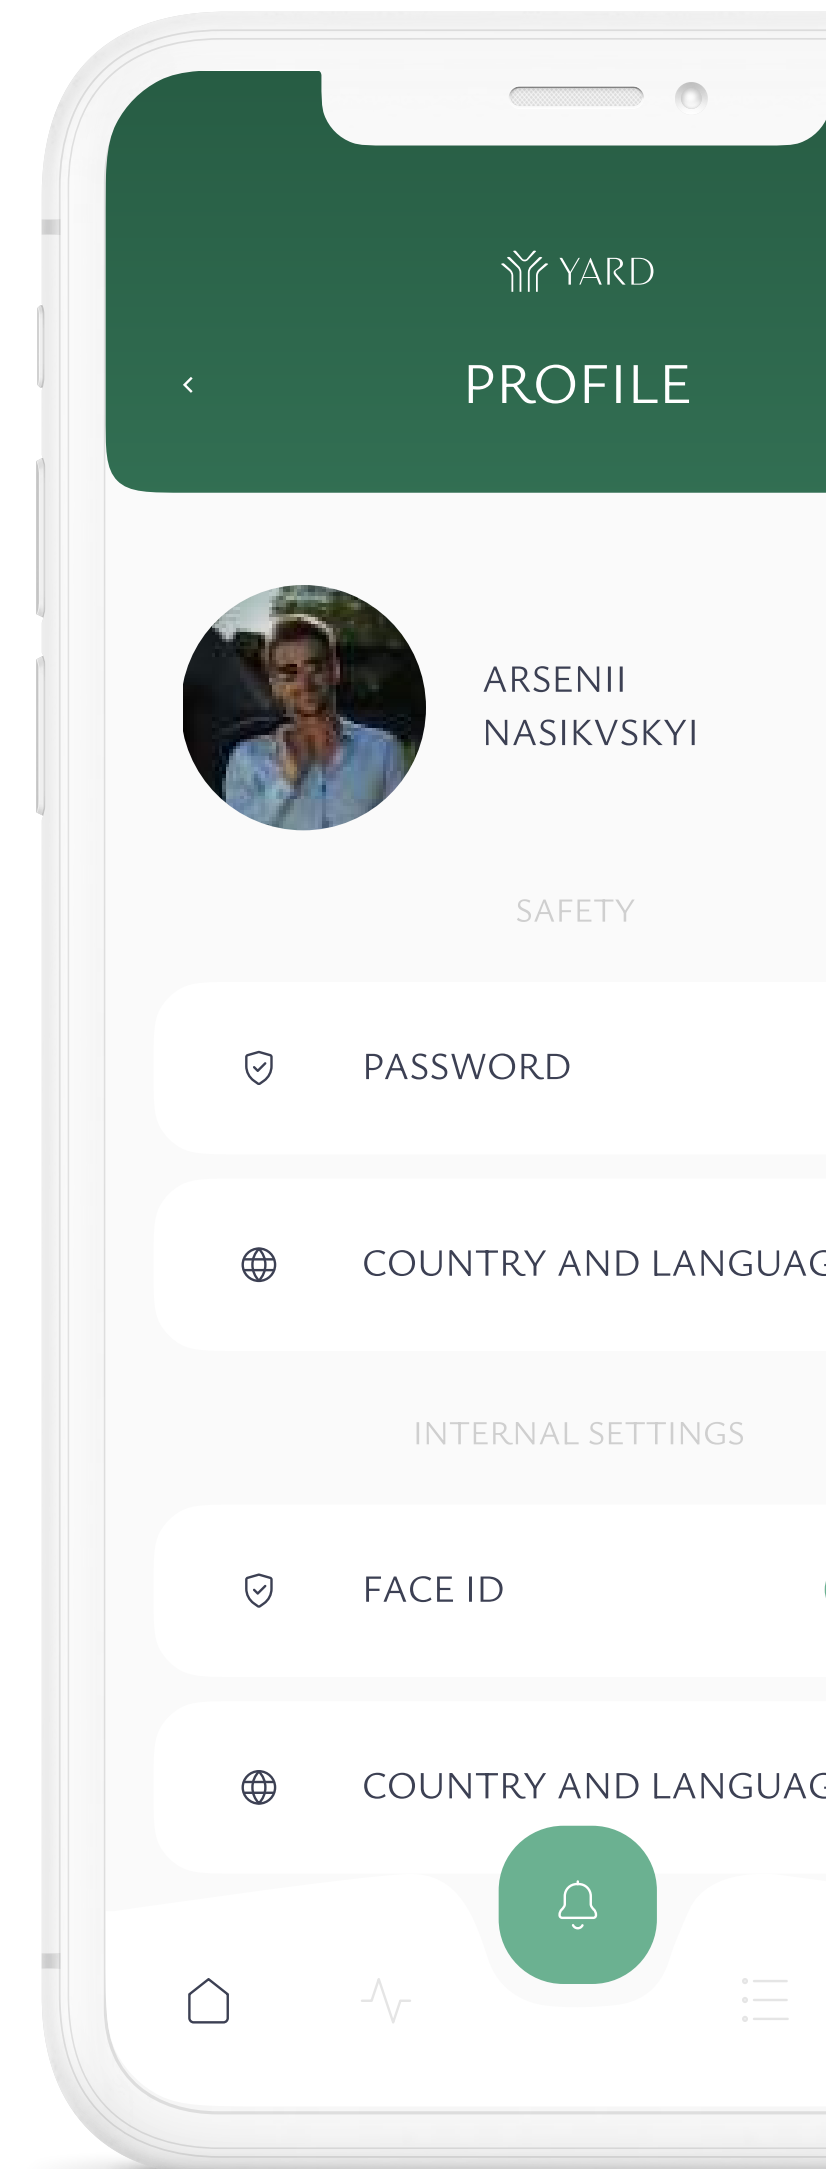 YARD
PROFILE
ARSENII
NASIKVSKYI
SAFETY
PASSWORD
COUNTRY AND LANGUAG
INTERNAL SETTINGS
FACE ID
COUNTRY AND LANGUAG